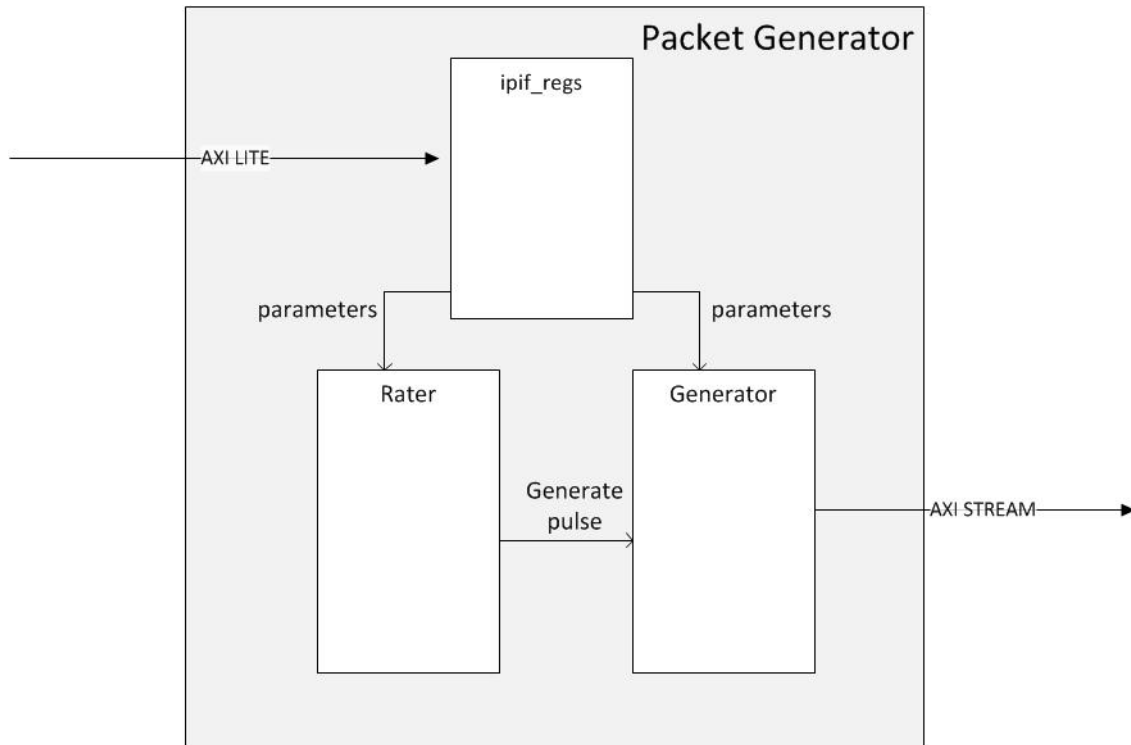 Packet Generator
ipif_regs
AXI LITE
parameters
parameters
Rater
Generator
Generate
pulse
AXI STREAM